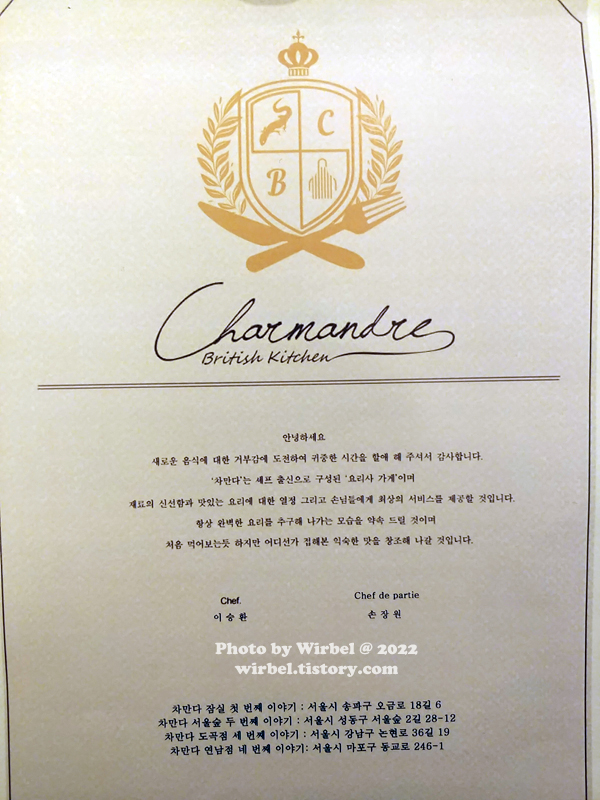 C
B
Charmandre
British Kitchen
안녕하세요
새로운 음식에 대한 거부감에 도전하여 귀중한 시간을 할애 해 주셔서 감사합니다.
'차만다'는 셰프 출신으로 구성된 '요리사 가게'이며
재료의 신선함과 맛있는 요리에 대한 열정 그리고 손님들에게 최상의 서비스를 제공할 것입니다.
항상 완벽한 요리를 추구해 나가는 모습을 약속 드릴 것이며
처음 먹어보는듯 하지만 어디선가 접해본 익숙한 맛을 창조해 나갈 것입니다.
Chef. Chef de partie
이승환 손장원
Photo by Wirbel @ 2022
wirbel.tistory.com
차만다 잠실 첫 번째 이야기 : 서울시 송파구 오금로 18길 6
차만다 서울숲 두 번째 이야기 : 서울시 성동구 서울숲 2길 28-12
차만다 도곡점 세 번째 이야기 : 서울시 강남구 논현로 36길 19
차만다 연남점 네 번째 이야기: 서울시 마포구 동교로 246-1